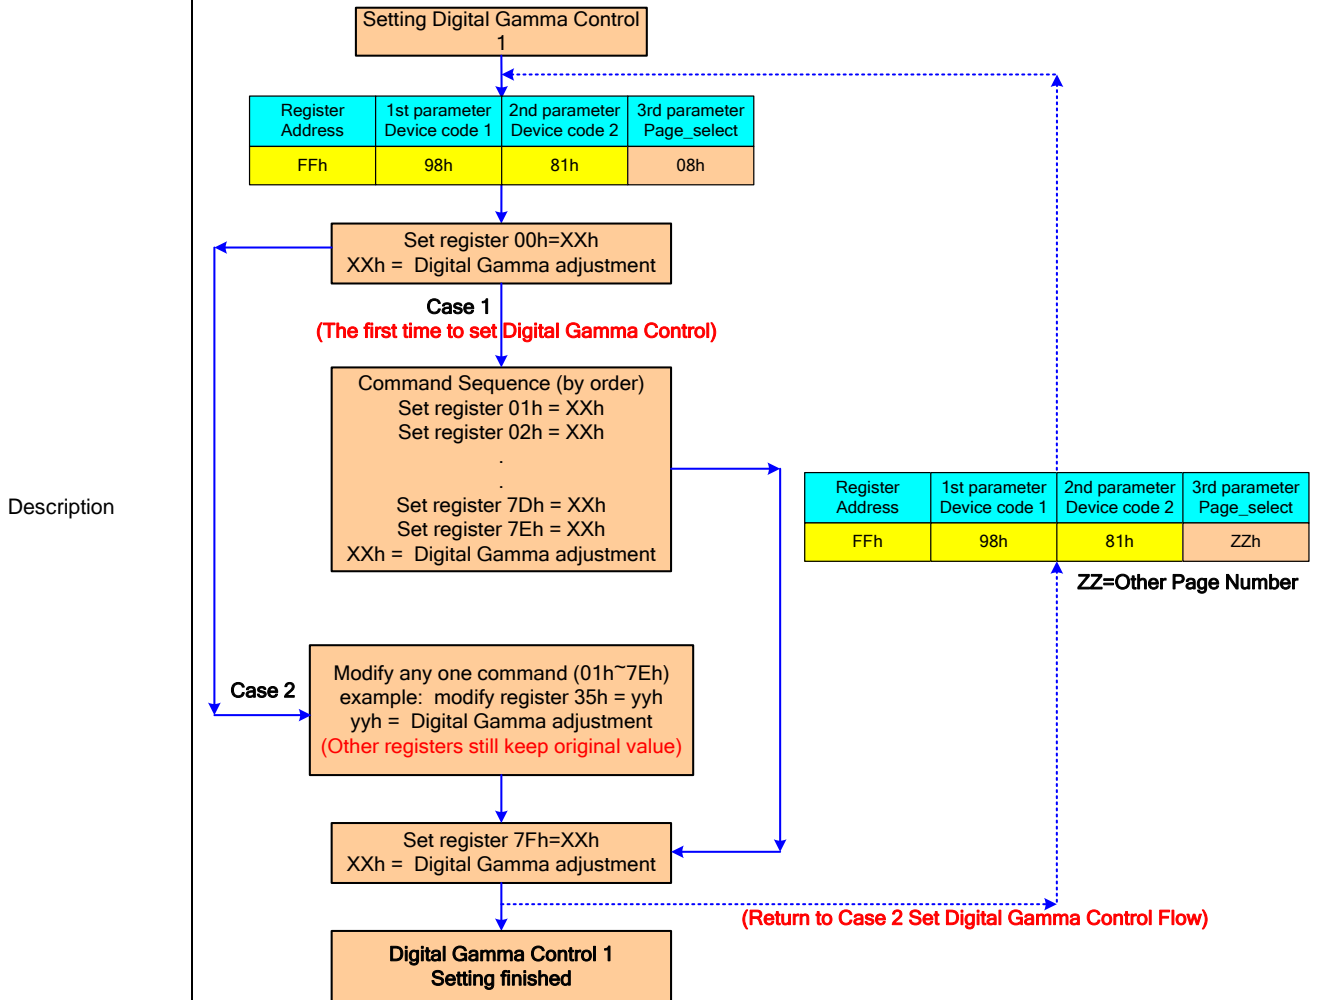 Setting Digital Gamma Control
1
Register Address
1st parameter Device code 1
2nd parameter Device code 2
3rd parameter Page_select
FFh
98h
81h
08h
Set register 00h=XXh
XXh = Digital Gamma adjustment
Case 1
(The first time to set Digital Gamma Control)
Command Sequence (by order)
Set register 01h = XXh
Set register 02h = XXh
.
.
Set register 7Dh = XXh
Set register 7Eh = XXh
XXh = Digital Gamma adjustment
Description
Register Address
1st parameter Device code 1
2nd parameter Device code 2
3rd parameter Page_select
FFh
98h
81h
ZZh
ZZ=Other Page Number
Case 2
Modify any one command (01h~7Eh)
example: modify register 35h = yyh
yyh = Digital Gamma adjustment
(Other registers still keep original value)
Set register 7Fh=XXh
XXh = Digital Gamma adjustment
(Return to Case 2 Set Digital Gamma Control Flow)
Digital Gamma Control 1
Setting finished